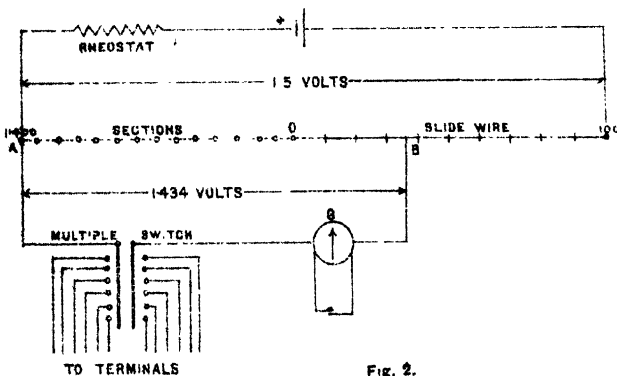 RHEOSTAT
+
1.5 VOLTS
SECTIONS 0 SLIDE WIRE 100
A B
1.434 VOLTS
MULTIPLE SWITCH G
TO TERMINALS
Fig. 2.